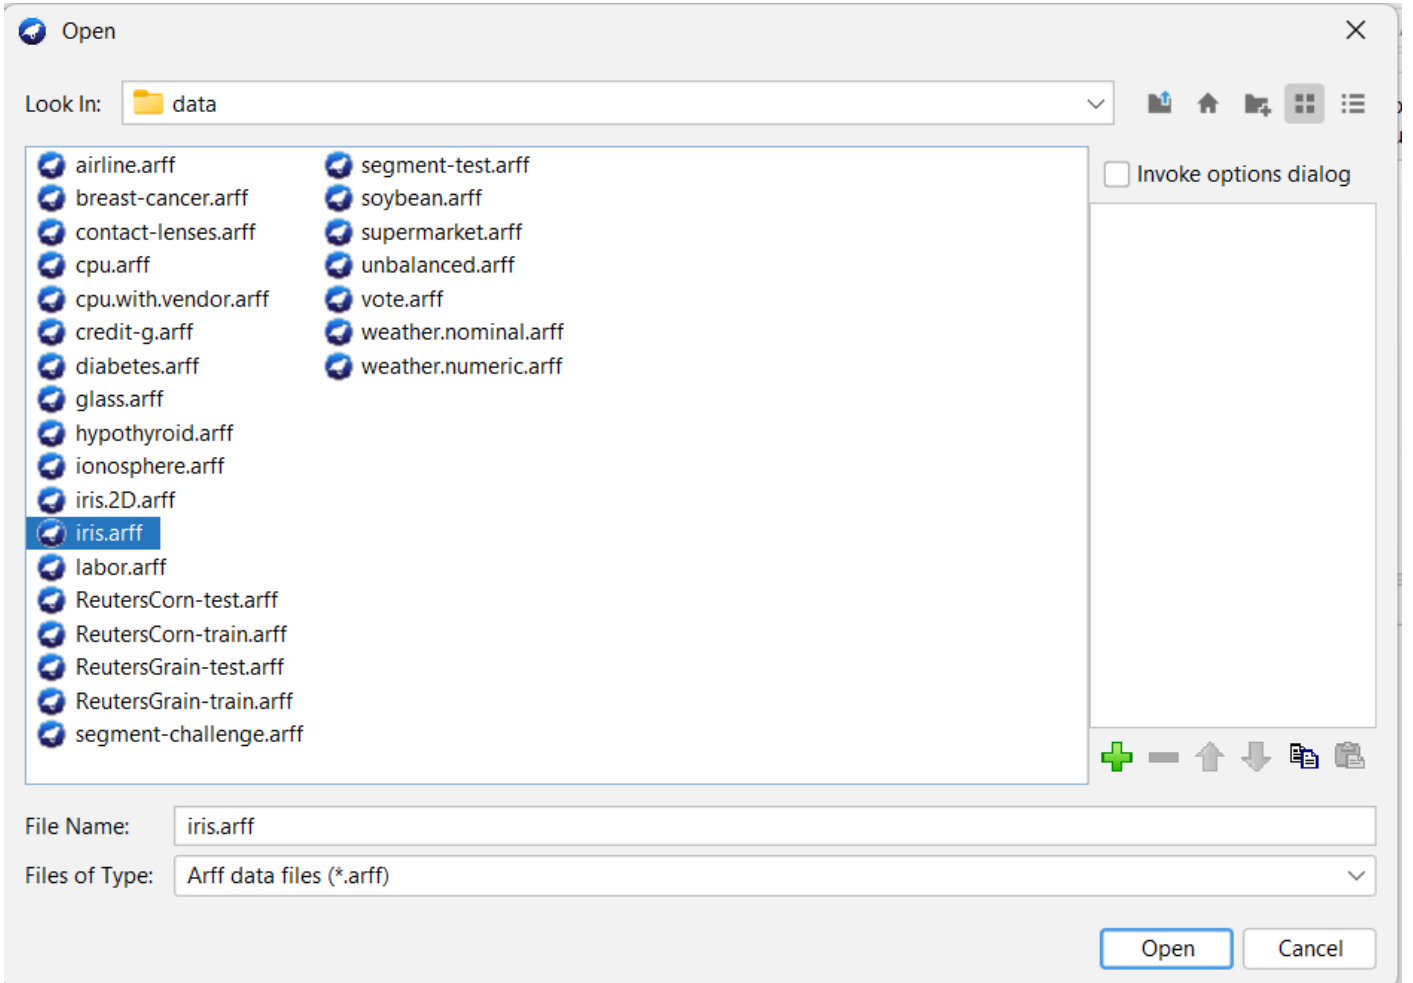 Open
Look In:
data
airline.arff
breast-cancer.arff
contact-lenses.arff
cpu.arff
cpu.with.vendor.arff
credit-g.arff
diabetes.arff
glass.arff
hypothyroid.arff
ionosphere.arff
iris.2D.arff
iris.arff
labor.arff
ReutersCorn-test.arff
ReutersCorn-train.arff
ReutersGrain-test.arff
ReutersGrain-train.arff
segment-challenge.arff
segment-test.arff
soybean.arff
supermarket.arff
unbalanced.arff
vote.arff
weather.nominal.arff
weather.numeric.arff
Invoke options dialog
File Name:
iris.arff
Files of Type:
Arff data files (*.arff)
Open
Cancel